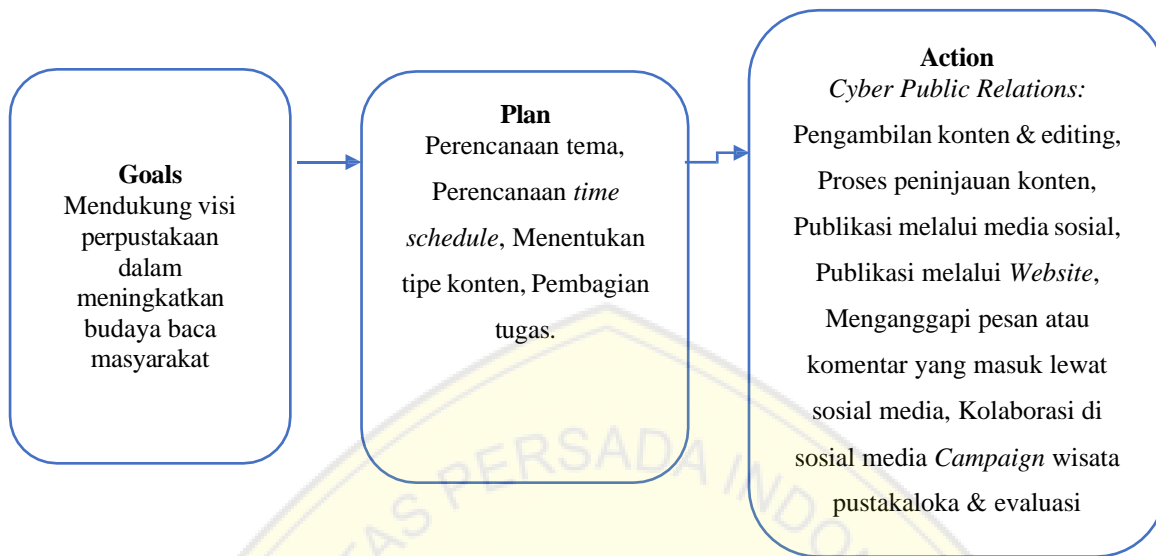 Goals
Mendukung visi
perpustakaan
dalam
meningkatkan
budaya baca
masyarakat
Plan
Perencanaan tema,
Perencanaan time
schedule, Menentukan
tipe konten, Pembagian
tugas.
Action
Cyber Public Relations:
Pengambilan konten & editing,
Proses peninjauan konten,
Publikasi melalui media sosial,
Publikasi melalui Website,
Menganggapi pesan atau
komentar yang masuk lewat
sosial media, Kolaborasi di
sosial media Campaign wisata
pustakaloka & evaluasi
PERSADA